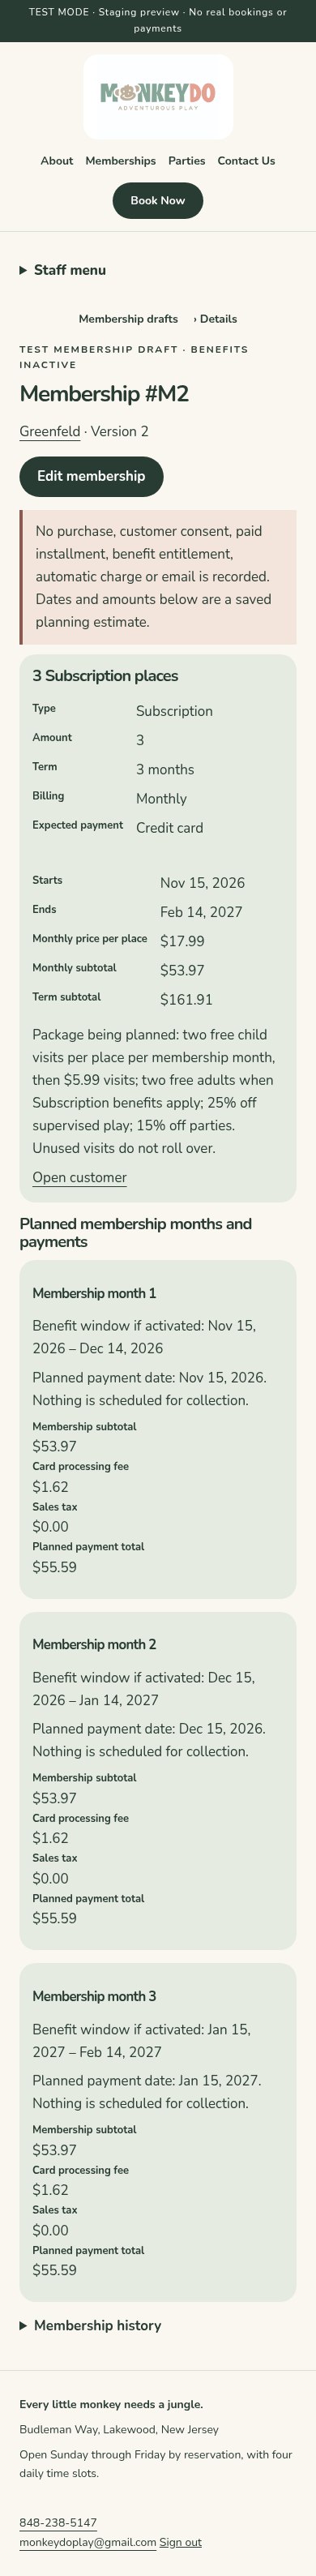 TEST MODE · Staging preview · No real bookings or
payments
MONKEYDO
ADVENTUROUS PLAY
About Memberships Parties Contact Us
Book Now
Staff menu
Membership drafts › Details
TEST MEMBERSHIP DRAFT · BENEFITS
INACTIVE
Membership #M2
Greenfeld · Version 2
Edit membership
No purchase, customer consent, paid
installment, benefit entitlement,
automatic charge or email is recorded.
Dates and amounts below are a saved
planning estimate.
3 Subscription places
Type Subscription
Amount 3
Term 3 months
Billing Monthly
Expected payment Credit card
Starts Nov 15, 2026
Ends Feb 14, 2027
Monthly price per place $17.99
Monthly subtotal $53.97
Term subtotal $161.91
Package being planned: two free child
visits per place per membership month,
then $5.99 visits; two free adults when
Subscription benefits apply; 25% off
supervised play; 15% off parties.
Unused visits do not roll over.
Open customer
Planned membership months and
payments
Membership month 1
Benefit window if activated: Nov 15,
2026 – Dec 14, 2026
Planned payment date: Nov 15, 2026.
Nothing is scheduled for collection.
Membership subtotal
$53.97
Card processing fee
$1.62
Sales tax
$0.00
Planned payment total
$55.59
Membership month 2
Benefit window if activated: Dec 15,
2026 – Jan 14, 2027
Planned payment date: Dec 15, 2026.
Nothing is scheduled for collection.
Membership subtotal
$53.97
Card processing fee
$1.62
Sales tax
$0.00
Planned payment total
$55.59
Membership month 3
Benefit window if activated: Jan 15,
2027 – Feb 14, 2027
Planned payment date: Jan 15, 2027.
Nothing is scheduled for collection.
Membership subtotal
$53.97
Card processing fee
$1.62
Sales tax
$0.00
Planned payment total
$55.59
Membership history
Every little monkey needs a jungle.
Budleman Way, Lakewood, New Jersey
Open Sunday through Friday by reservation, with four
daily time slots.
848-238-5147
monkeydoplay@gmail.com Sign out